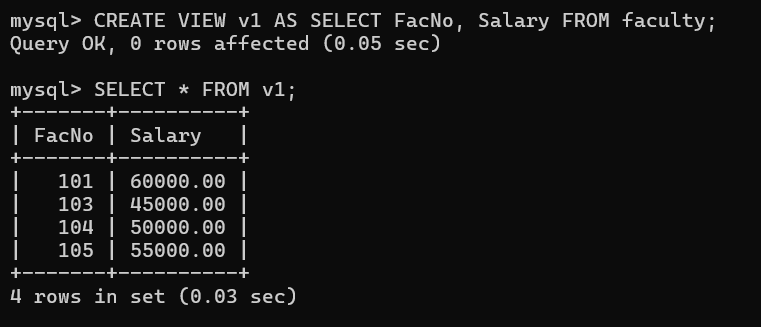 mysql> CREATE VIEW v1 AS SELECT FacNo, Salary FROM faculty;
Query OK, 0 rows affected (0.05 sec)

mysql> SELECT * FROM v1;
+-------+----------+
| FacNo | Salary   |
+-------+----------+
|   101 | 60000.00 |
|   103 | 45000.00 |
|   104 | 50000.00 |
|   105 | 55000.00 |
+-------+----------+
4 rows in set (0.03 sec)